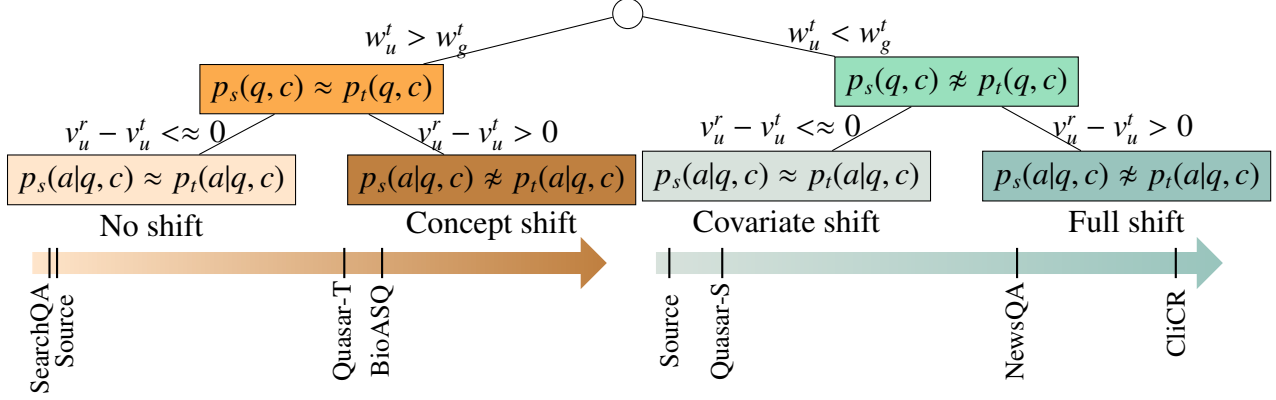 w_u^t > w_g^t
w_u^t < w_g^t
p_s(q, c) ≈ p_t(q, c)
p_s(q, c) ≉ p_t(q, c)
v_u^r − v_u^t <≈ 0
v_u^r − v_u^t > 0
v_u^r − v_u^t <≈ 0
v_u^r − v_u^t > 0
p_s(a|q, c) ≈ p_t(a|q, c)
p_s(a|q, c) ≉ p_t(a|q, c)
p_s(a|q, c) ≈ p_t(a|q, c)
p_s(a|q, c) ≉ p_t(a|q, c)
No shift
Concept shift
Covariate shift
Full shift
SearchQA
Source
Quasar-T
BioASQ
Source
Quasar-S
NewsQA
CliCR